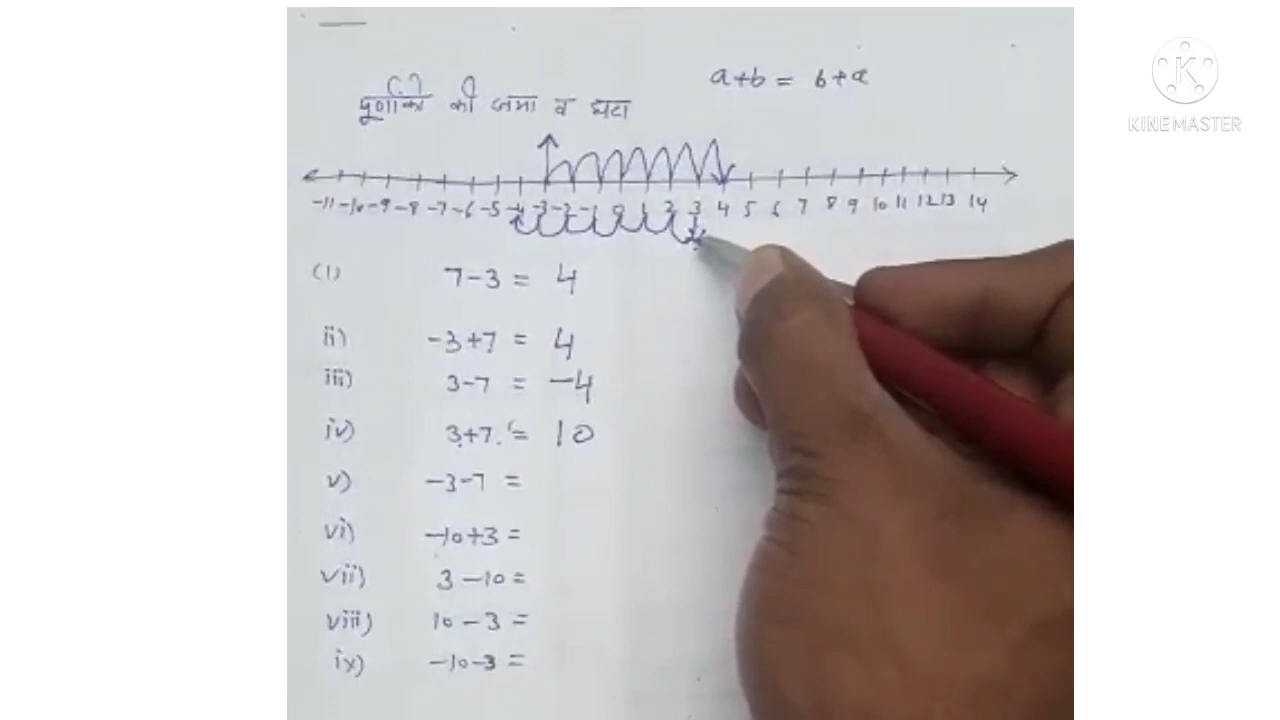 a+b = b+a
पूर्णांकों की जमा व घटा
-11 -10 -9 -8 -7 -6 -5 -4 -3 -2 -1 0 1 2 3 4 5 6 7 8 9 10 11 12 13 14
(1) 7-3 = 4
ii) -3+7 = 4
iii) 3-7 = -4
iv) 3+7 = 10
v) -3-7 =
vi) -10+3 =
vii) 3-10 =
viii) 10-3 =
ix) -10-3 =
K
KINEMASTER